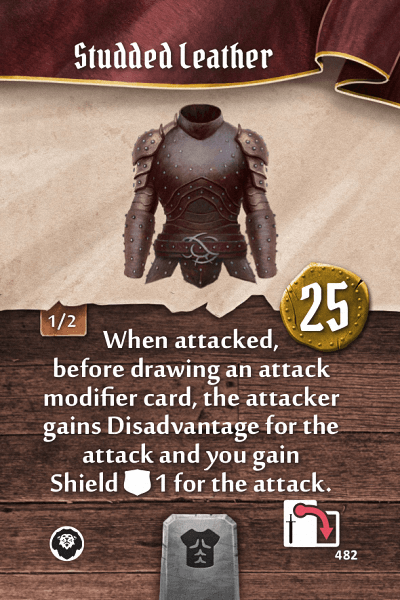 Studded Leather
25
1/2
When attacked,
before drawing an attack
modifier card, the attacker
gains Disadvantage for the
attack and you gain
Shield 1 for the attack.
482